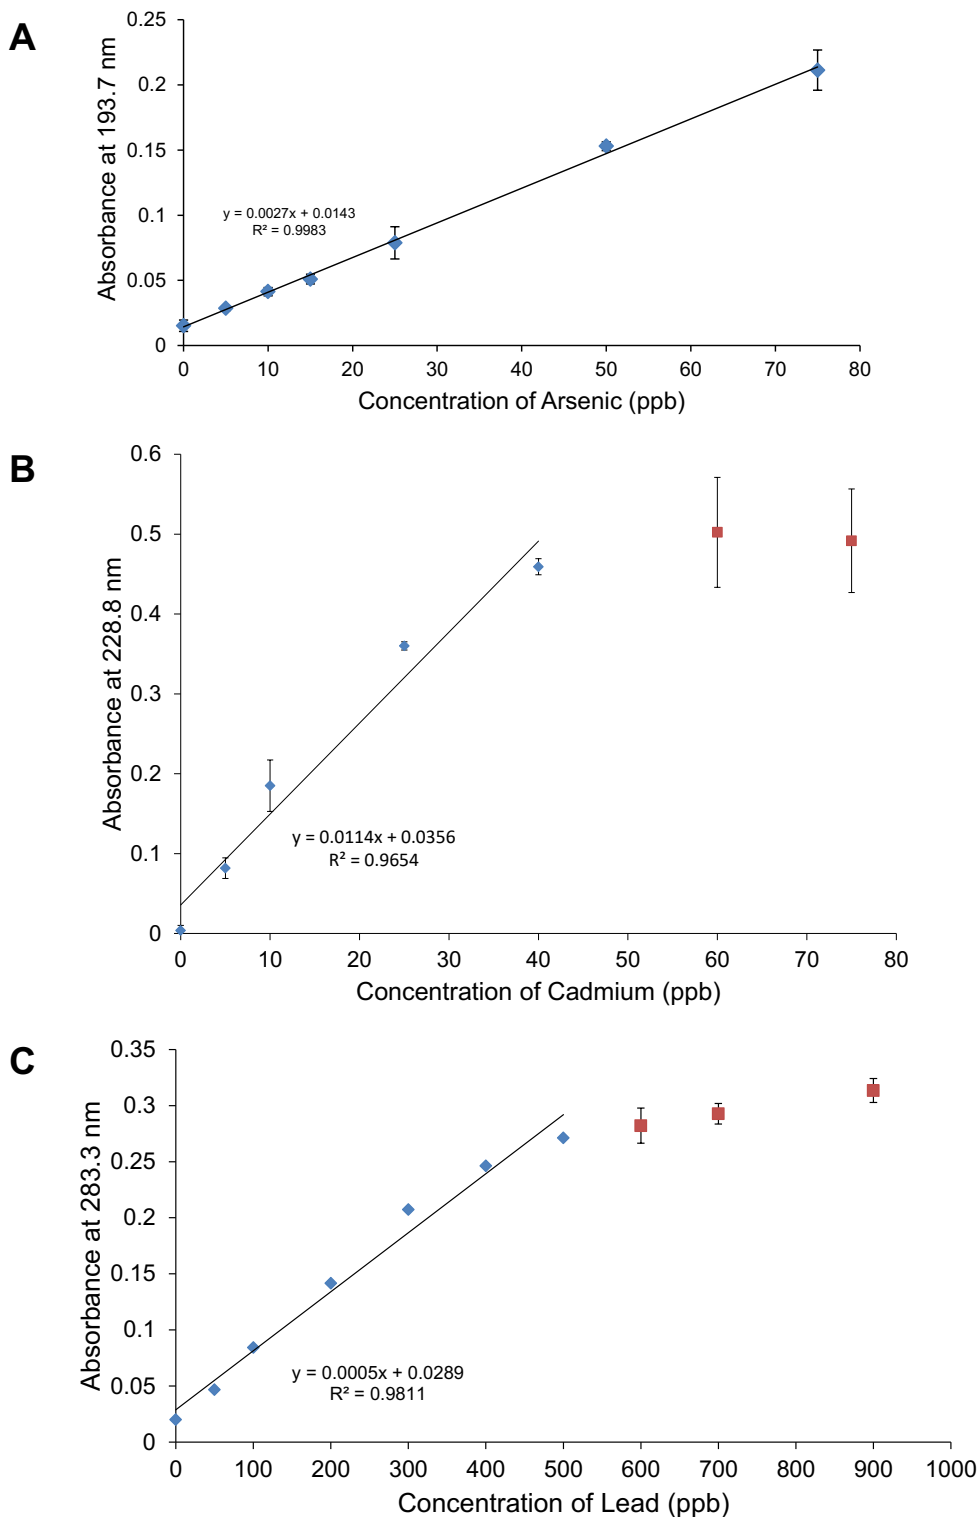 A
Absorbance at 193.7 nm
0.25
0.2
0.15
0.1
0.05
0
y = 0.0027x + 0.0143
R² = 0.9983
0 10 20 30 40 50 60 70 80
Concentration of Arsenic (ppb)
B
Absorbance at 228.8 nm
0.6
0.5
0.4
0.3
0.2
0.1
0
y = 0.0114x + 0.0356
R² = 0.9654
0 10 20 30 40 50 60 70 80
Concentration of Cadmium (ppb)
C
Absorbance at 283.3 nm
0.35
0.3
0.25
0.2
0.15
0.1
0.05
0
y = 0.0005x + 0.0289
R² = 0.9811
0 100 200 300 400 500 600 700 800 900 1000
Concentration of Lead (ppb)